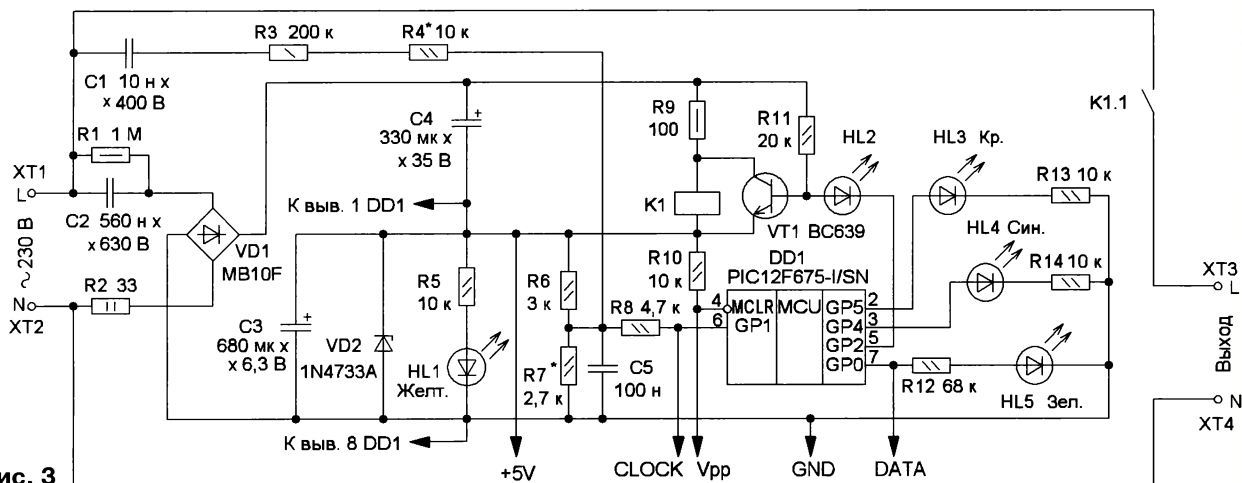 R3 200 к
R4* 10 к
C1 10 н х
х 400 В
R1 1 М
XT1
L
C2 560 н х
х 630 В
~230 В
VD1
MB10F
N
R2 33
XT2
C4
330 мк х
х 35 В
К выв. 1 DD1
+
R9
100
R11
20 к
HL2
K1
VT1 BC639
HL3 Кр.
K1.1
R13 10 к
HL4 Син.
R14 10 к
XT3
L
Выход
N
XT4
C3
680 мк х
х 6,3 В
+
VD2
1N4733A
R5
10 к
HL1
Желт.
R6
3 к
R7*
2,7 к
R8 4,7 к
C5
100 н
R10
10 к
DD1
PIC12F675-I/SN
4
MCLR
MCU
6
GP1
GP5
2
GP4
3
GP2
5
GP0
7
R12 68 к
HL5 Зел.
К выв. 8 DD1
+5V
CLOCK
Vpp
GND
DATA
ис. 3